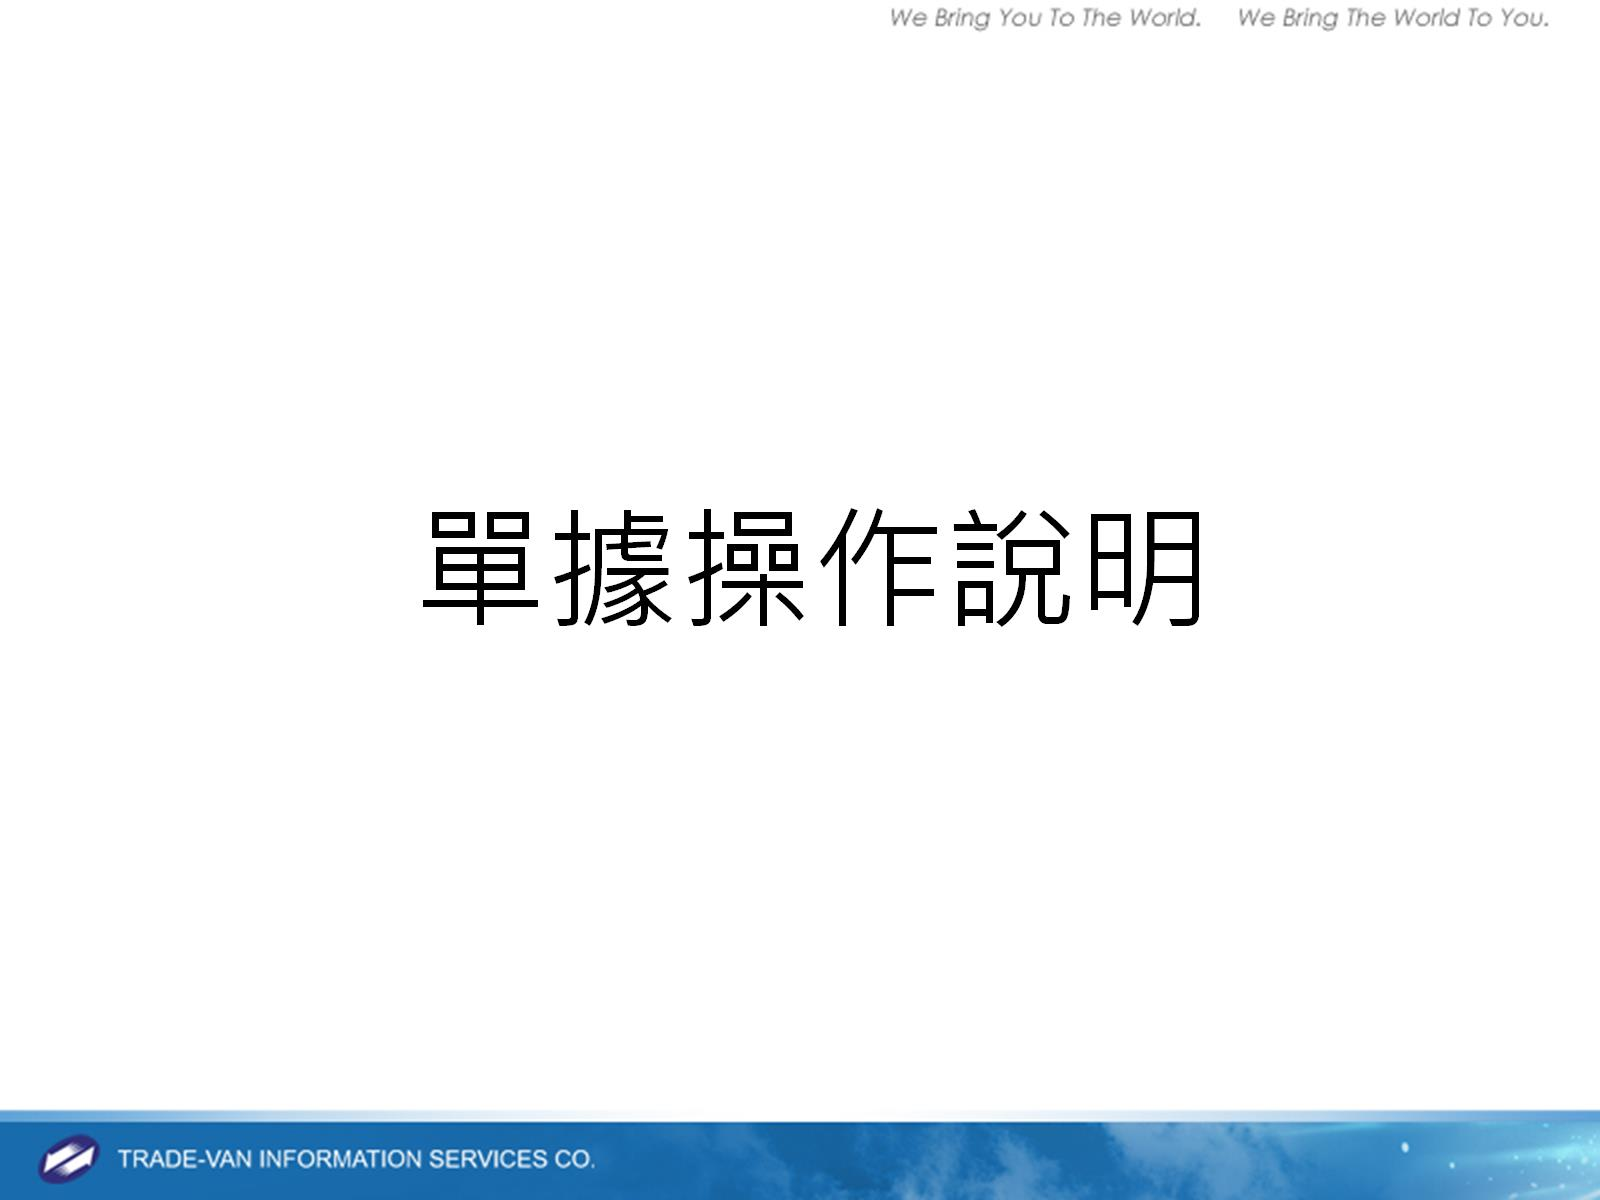 We Bring You To The World. We Bring The World To You.
單據操作說明
TRADE-VAN INFORMATION SERVICES CO.